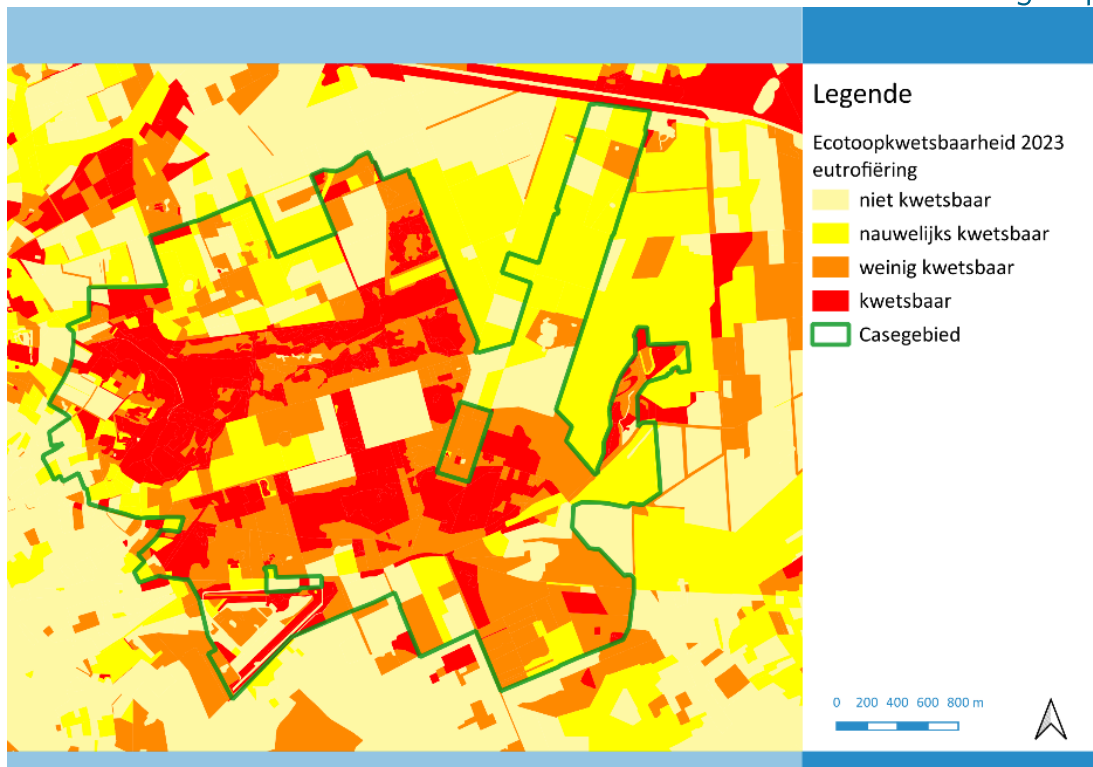 Legende
Ecotoopkwetsbaarheid 2023
eutrofiëring
niet kwetsbaar
nauwelijks kwetsbaar
weinig kwetsbaar
kwetsbaar
Casegebied
0 200 400 600 800 m